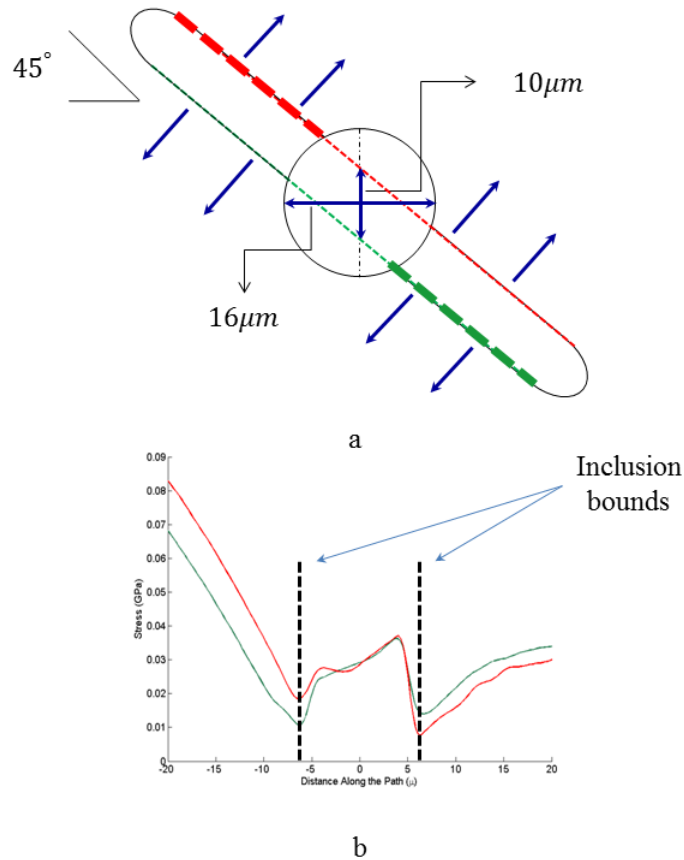 45°
10μm
16μm
a
Inclusion
bounds
0.09
0.08
0.07
0.06
0.05
0.04
0.03
0.02
0.01
0
Stress (GPa)
-20
-15
-10
-5
0
5
10
15
20
Distance Along the Path (μ)
b